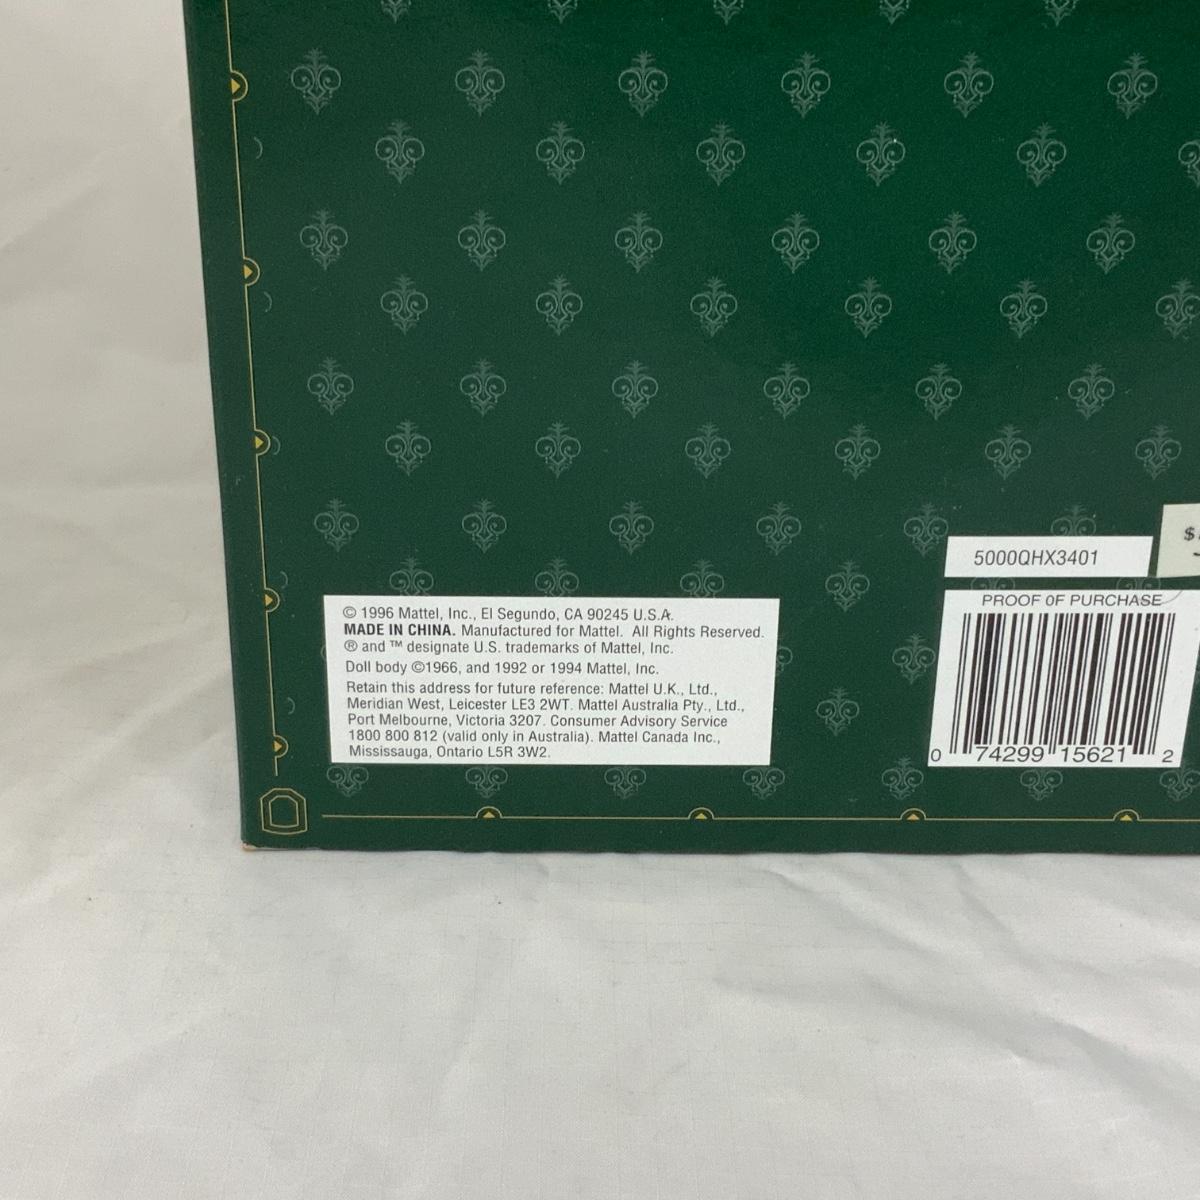 © 1996 Mattel, Inc., El Segundo, CA 90245 U.S.A.
MADE IN CHINA. Manufactured for Mattel. All Rights Reserved.
® and ™ designate U.S. trademarks of Mattel, Inc.
Doll body ©1966, and 1992 or 1994 Mattel, Inc.
Retain this address for future reference: Mattel U.K., Ltd.,
Meridian West, Leicester LE3 2WT. Mattel Australia Pty., Ltd.,
Port Melbourne, Victoria 3207. Consumer Advisory Service
1800 800 812 (valid only in Australia). Mattel Canada Inc.,
Mississauga, Ontario L5R 3W2.
5000QHX3401
$
PROOF OF PURCHASE
0 74299 15621 2